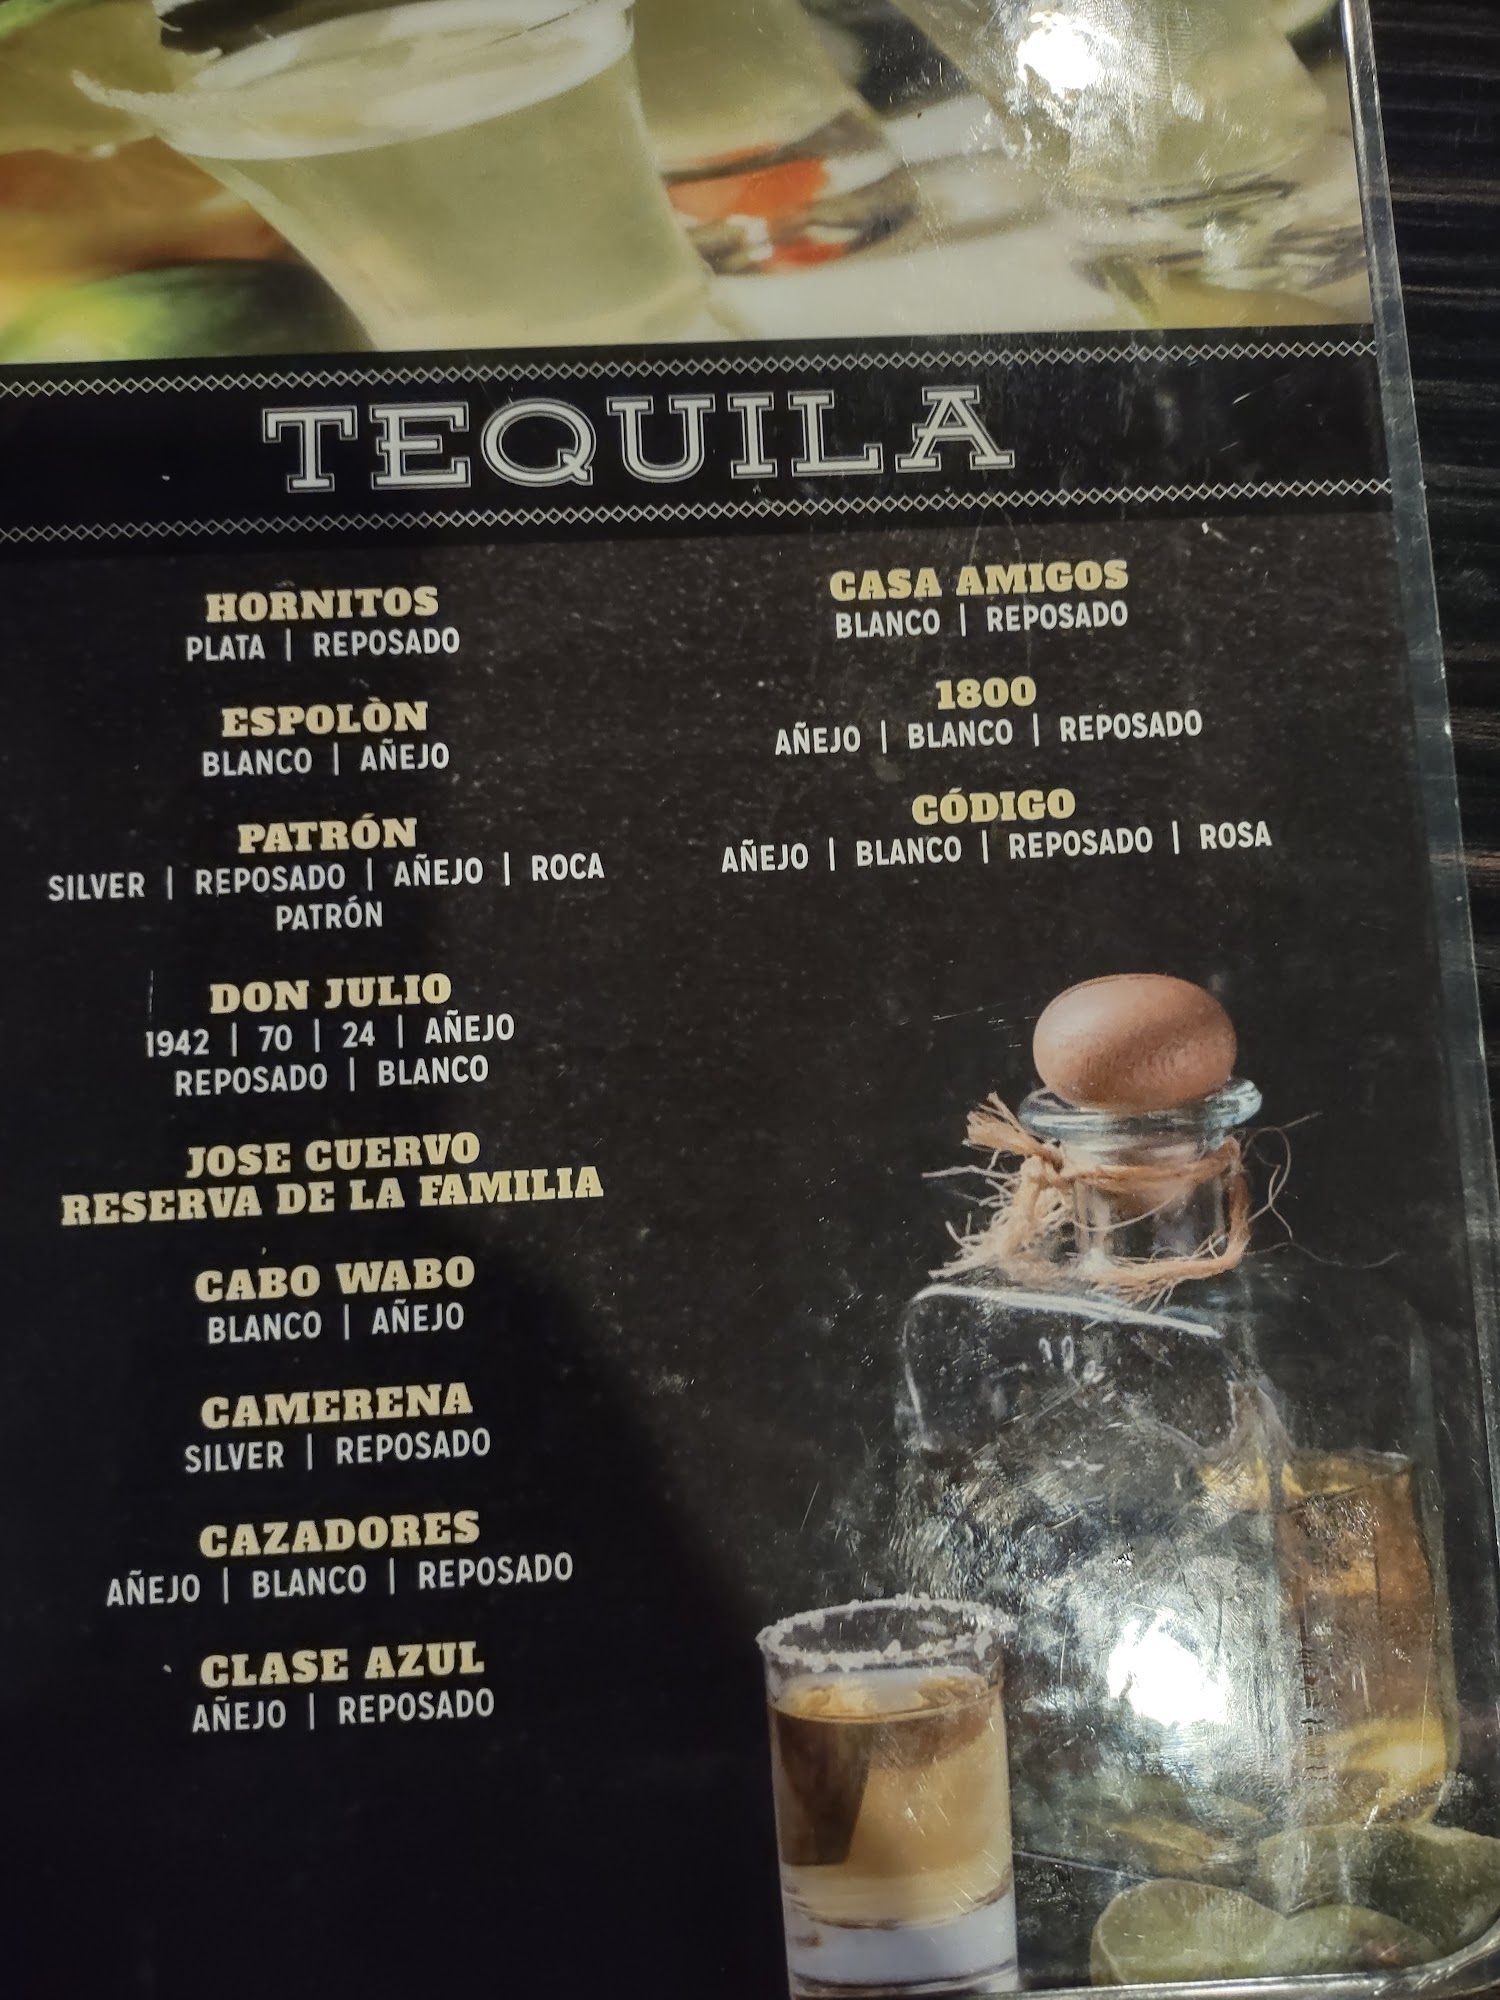 TEQUILA
HORNITOS
PLATA | REPOSADO
ESPOLÒN
BLANCO | AÑEJO
PATRÓN
SILVER | REPOSADO | AÑEJO | ROCA
PATRÓN
DON JULIO
1942 | 70 | 24 | AÑEJO
REPOSADO | BLANCO
JOSE CUERVO
RESERVA DE LA FAMILIA
CABO WABO
BLANCO | AÑEJO
CAMERENA
SILVER | REPOSADO
CAZADORES
AÑEJO | BLANCO | REPOSADO
CLASE AZUL
AÑEJO | REPOSADO
CASA AMIGOS
BLANCO | REPOSADO
1800
AÑEJO | BLANCO | REPOSADO
CÓDIGO
AÑEJO | BLANCO | REPOSADO | ROSA